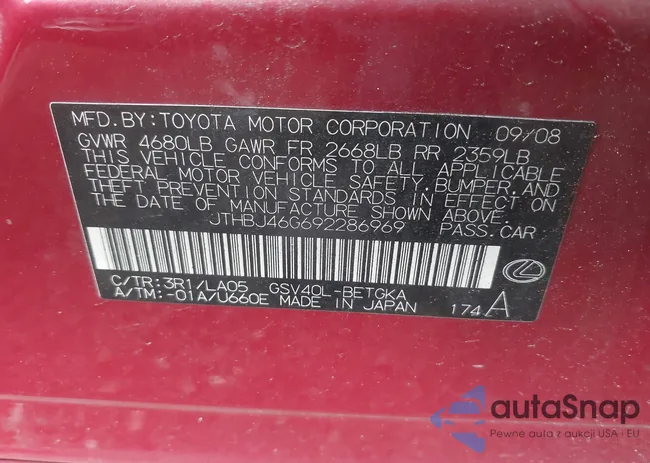 MFD. BY: TOYOTA MOTOR CORPORATION 09/08
GVWR 4680LB GAWR FR 2668LB RR 2359LB
THIS VEHICLE CONFORMS TO ALL APPLICABLE
FEDERAL MOTOR VEHICLE SAFETY, BUMPER, AND
THEFT PREVENTION STANDARDS IN EFFECT ON
THE DATE OF MANUFACTURE SHOWN ABOVE.
JTHBJ46G692286969 PASS. CAR
C/TR: 3R1/LA05 GSV40L-BETGKA
A/TM: -01A/U660E MADE IN JAPAN 174A
autaSnap
Pewne auta z aukcji USA i EU